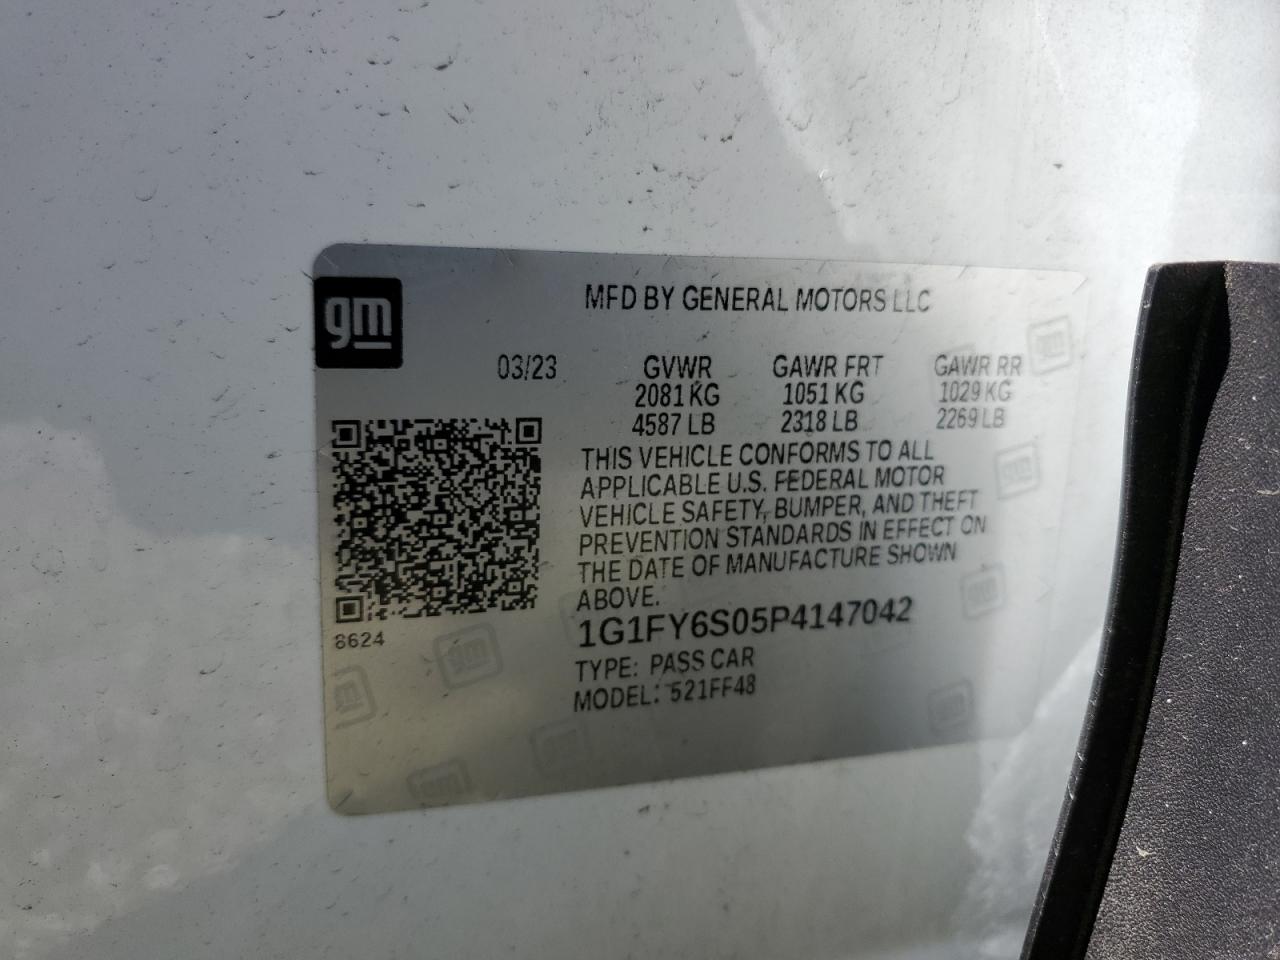 gm
MFD BY GENERAL MOTORS LLC
03/23 GVWR GAWR FRT GAWR RR
2081 KG 1051 KG 1029 KG
4587 LB 2318 LB 2269 LB
THIS VEHICLE CONFORMS TO ALL
APPLICABLE U.S. FEDERAL MOTOR
VEHICLE SAFETY, BUMPER, AND THEFT
PREVENTION STANDARDS IN EFFECT ON
THE DATE OF MANUFACTURE SHOWN
ABOVE.
8624
1G1FY6S05P4147042
TYPE: PASS CAR
MODEL: 521FF48